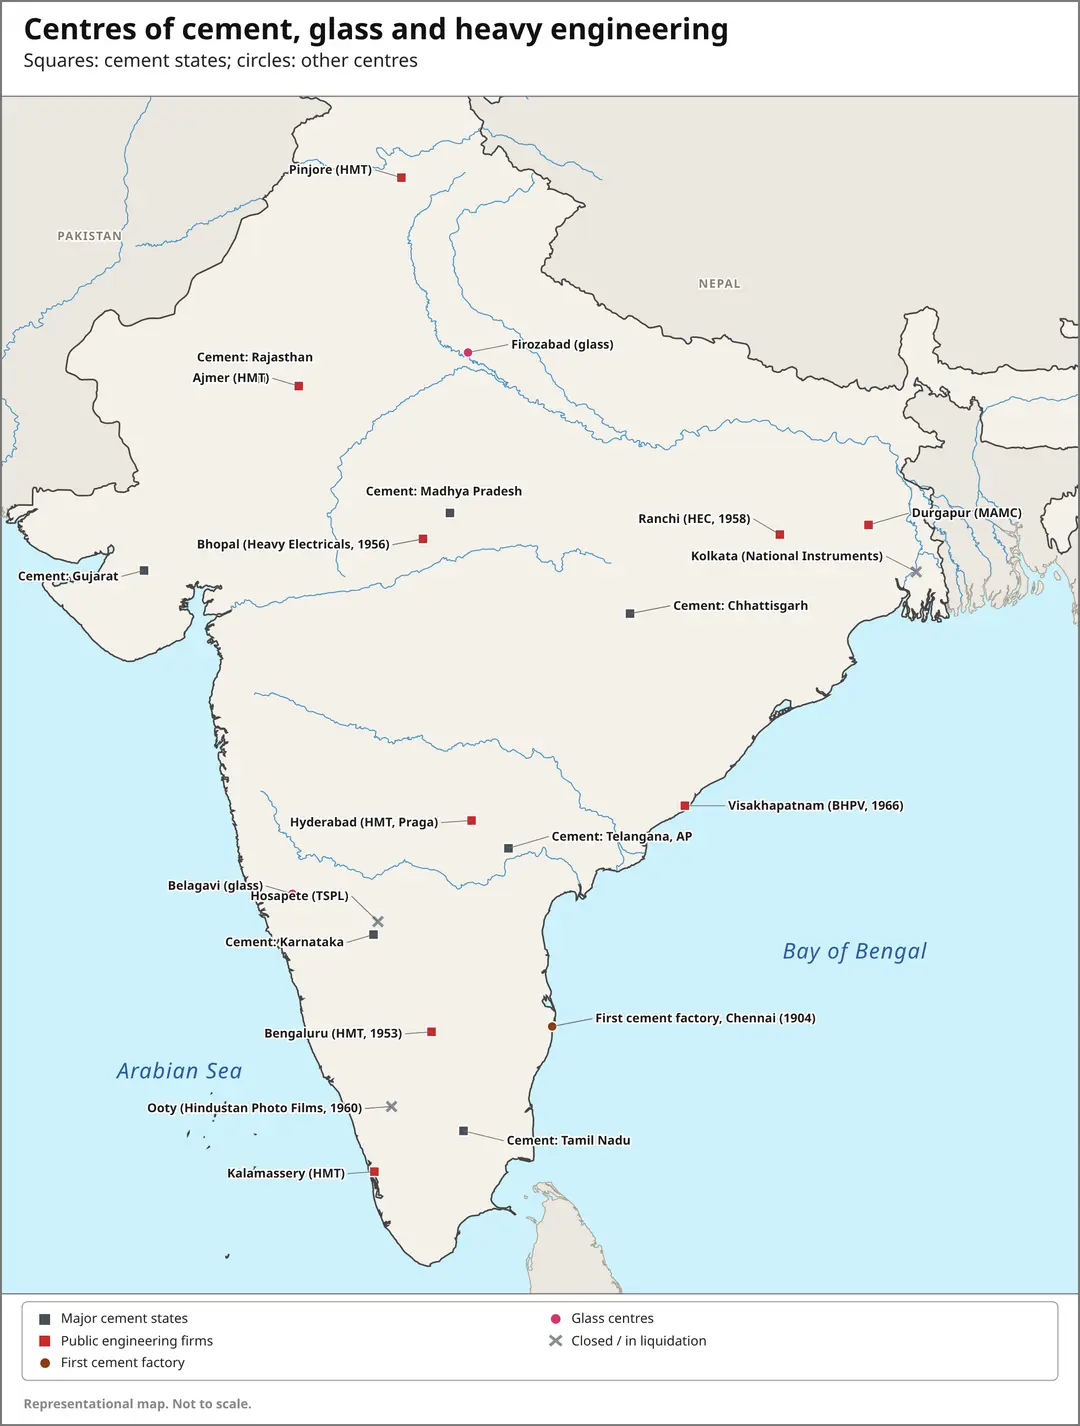 Centres of cement, glass and heavy engineering
Squares: cement states; circles: other centres
Pinjore (HMT)
PAKISTAN
NEPAL
Firozabad (glass)
Cement: Rajasthan
Ajmer (HMT)
Cement: Madhya Pradesh
Ranchi (HEC, 1958)
Durgapur (MAMC)
Bhopal (Heavy Electricals, 1956)
Kolkata (National Instruments)
Cement: Gujarat
Cement: Chhattisgarh
Visakhapatnam (BHPV, 1966)
Hyderabad (HMT, Praga)
Cement: Telangana, AP
Belagavi (glass)
Hosapete (TSPL)
Cement: Karnataka
Bay of Bengal
First cement factory, Chennai (1904)
Bengaluru (HMT, 1953)
Arabian Sea
Ooty (Hindustan Photo Films, 1960)
Cement: Tamil Nadu
Kalamassery (HMT)
Major cement states
Public engineering firms
First cement factory
Glass centres
Closed / in liquidation
Representational map. Not to scale.